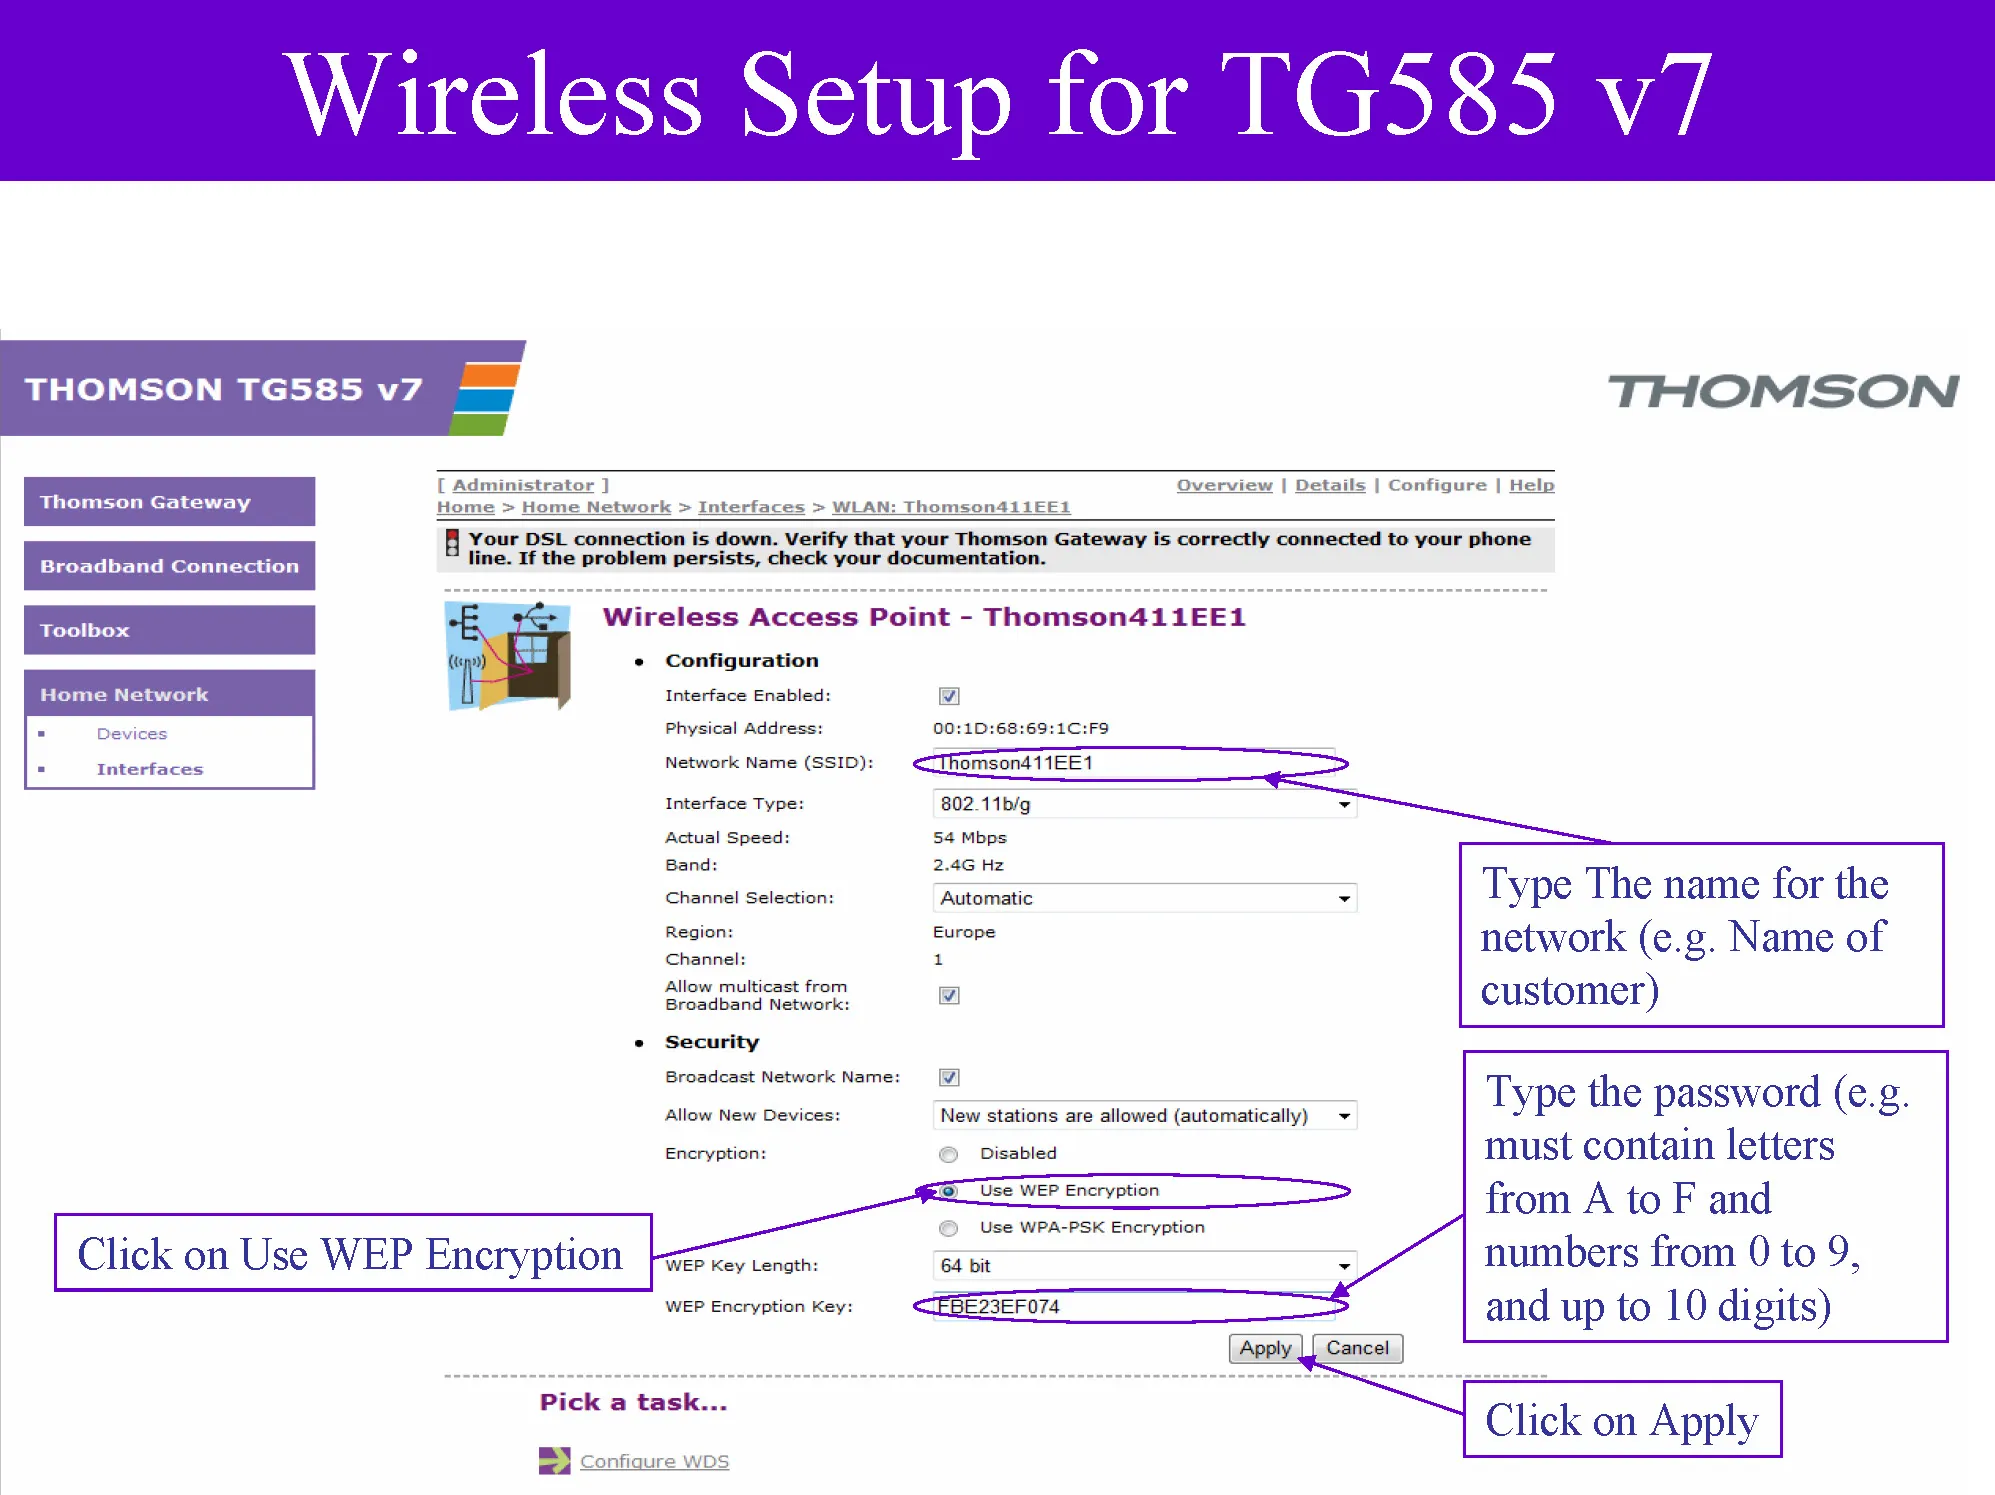 Wireless Setup for TG585 v7
THOMSON TG585 v7
THOMSON
Thomson Gateway
Broadband Connection
Toolbox
Home Network
Devices
Interfaces
[ Administrator ]
Overview | Details | Configure | Help
Home > Home Network > Interfaces > WLAN: Thomson411EE1
Your DSL connection is down. Verify that your Thomson Gateway is correctly connected to your phone
line. If the problem persists, check your documentation.
Wireless Access Point - Thomson411EE1
Configuration
Interface Enabled:
Physical Address: 00:1D:68:69:1C:F9
Network Name (SSID): Thomson411EE1
Interface Type: 802.11b/g
Actual Speed: 54 Mbps
Band: 2.4G Hz
Channel Selection: Automatic
Region: Europe
Channel: 1
Allow multicast from
Broadband Network:
Security
Broadcast Network Name:
Allow New Devices: New stations are allowed (automatically)
Encryption: Disabled
Use WEP Encryption
Use WPA-PSK Encryption
WEP Key Length: 64 bit
WEP Encryption Key: FBE23EF074
Apply Cancel
Pick a task...
Configure WDS
Type The name for the
network (e.g. Name of
customer)
Type the password (e.g.
must contain letters
from A to F and
numbers from 0 to 9,
and up to 10 digits)
Click on Use WEP Encryption
Click on Apply